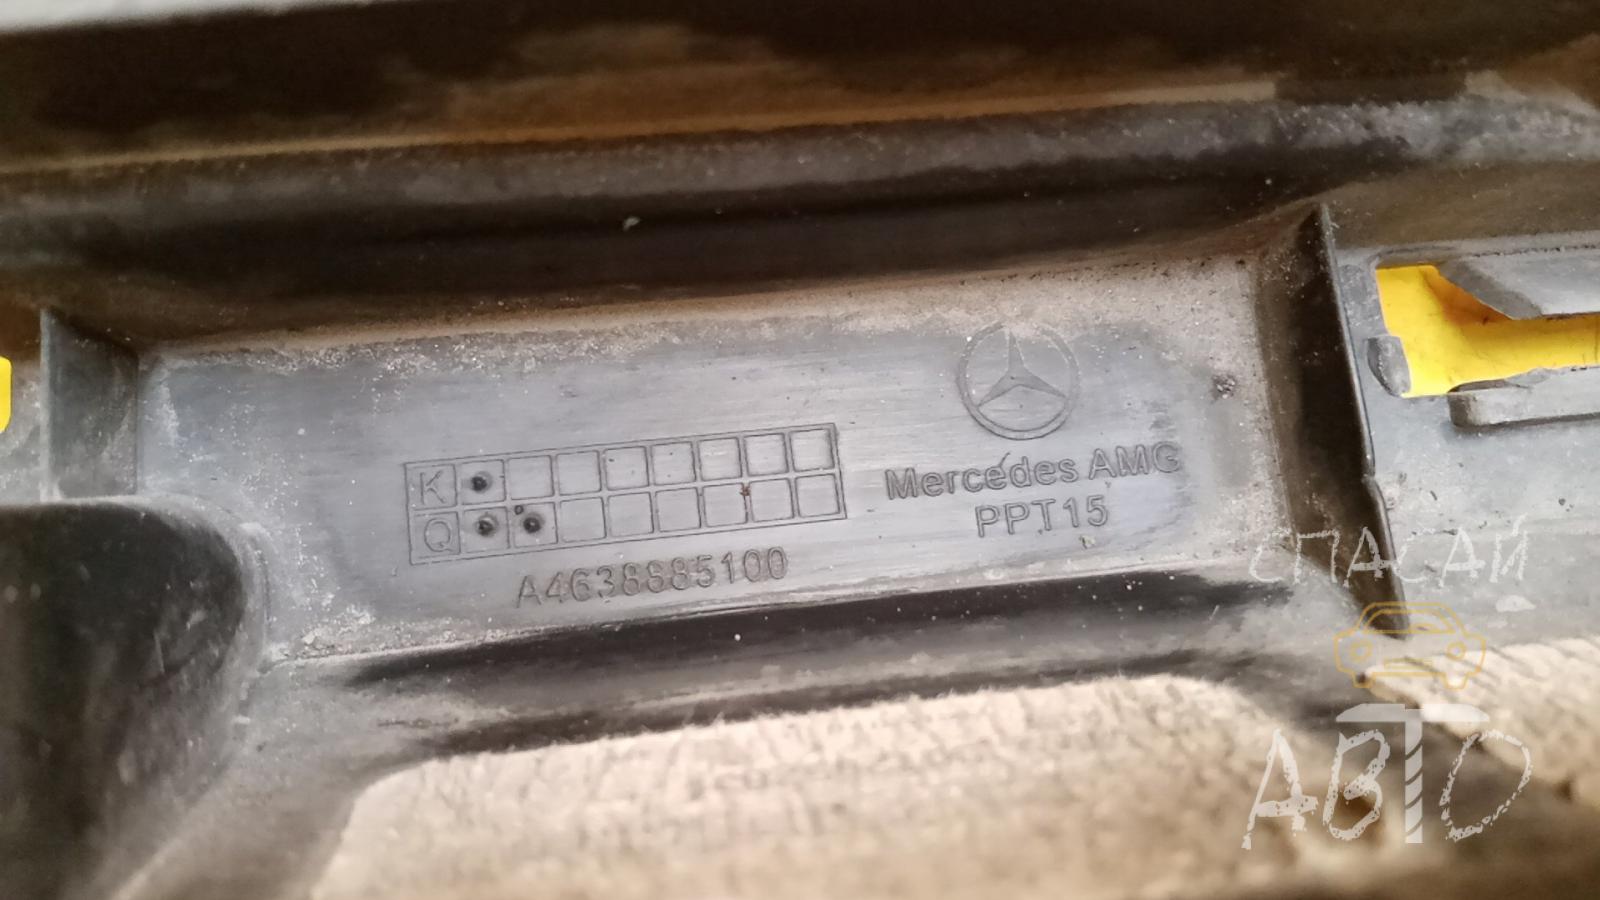 K
Q
A4638885100
Mercedes AMG
PPT15
СПАСАЙ
АВТО